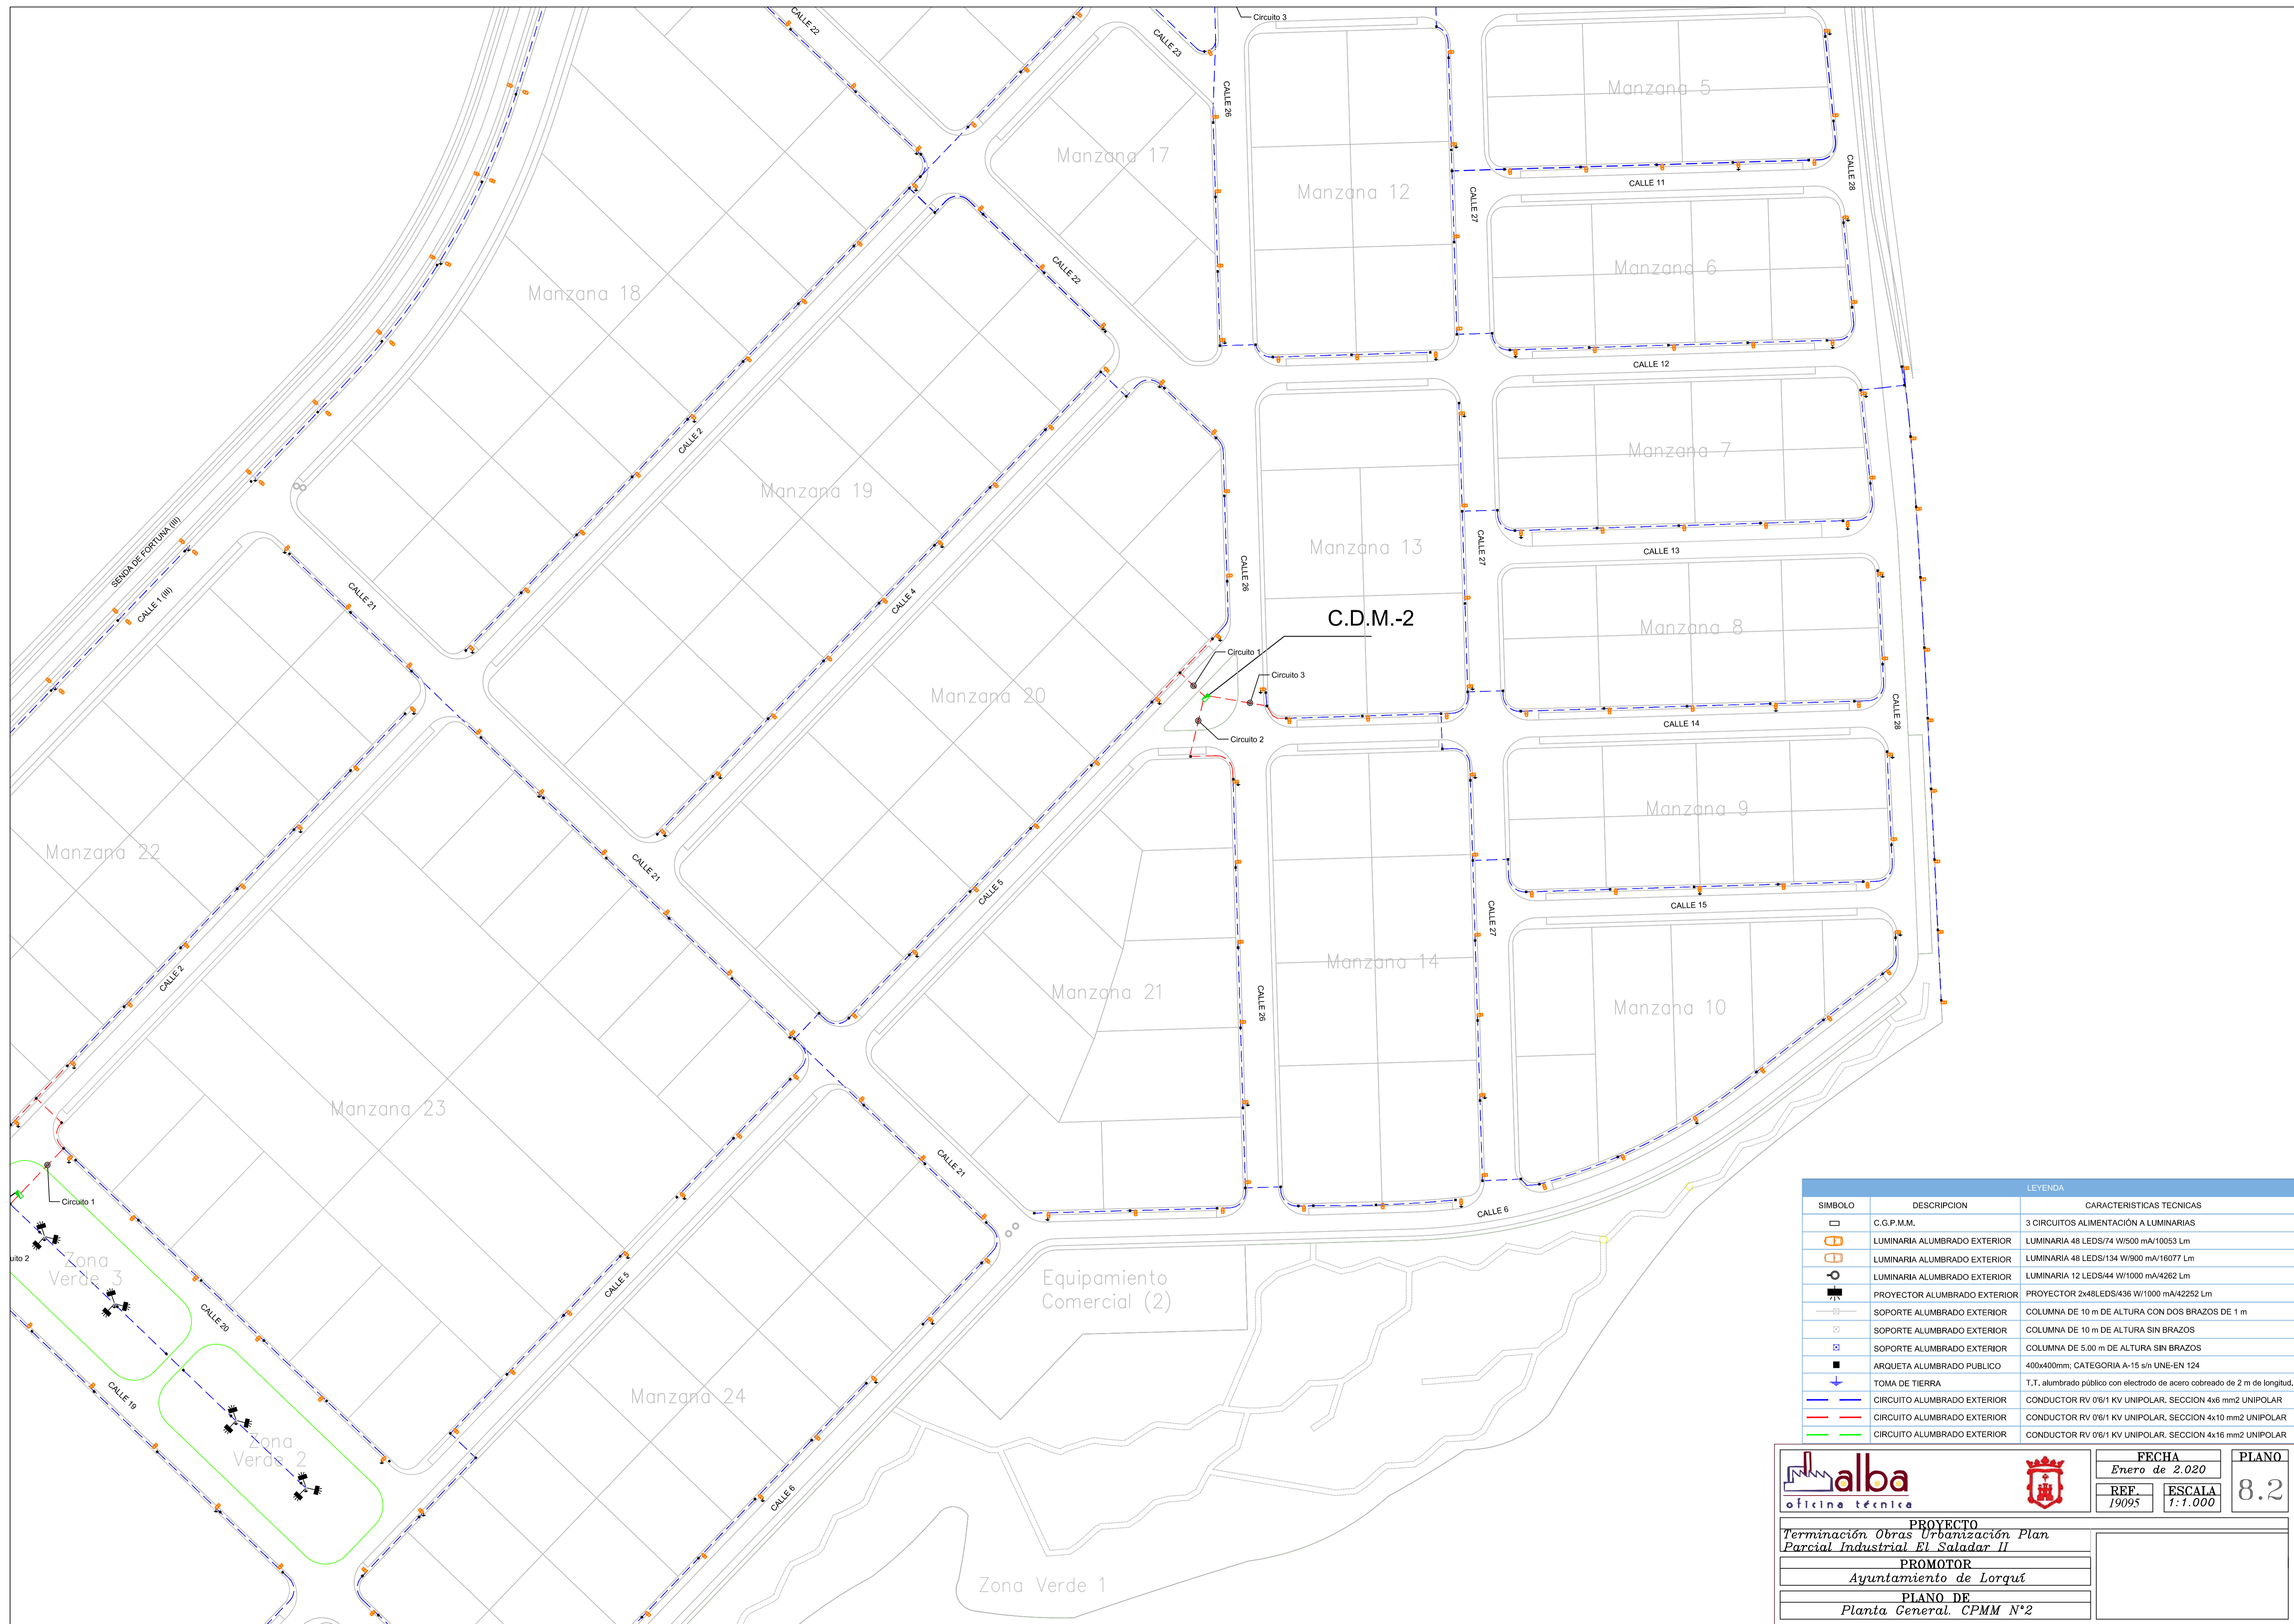 Circuito 3
CALLE 22
CALLE 23
CALLE 26
Manzana 5
Manzana 17
Manzana 12
CALLE 11
CALLE 28
CALLE 27
Manzana 18
CALLE 22
Manzana 6
CALLE 12
CALLE 2
Manzana 19
Manzana 7
SENDA DE FORTUNA (III)
CALLE 1 (III)
CALLE 21
CALLE 4
CALLE 26
Manzana 13
CALLE 27
CALLE 13
C.D.M.-2
Manzana 8
Circuito 1
Circuito 3
Manzana 20
Circuito 2
CALLE 14
CALLE 28
Manzana 22
CALLE 21
CALLE 5
Manzana 9
CALLE 15
CALLE 27
CALLE 2
Manzana 21
CALLE 26
Manzana 14
Manzana 10
Manzana 23
CALLE 21
Circuito 1
CALLE 6
uito 2
Zona
Verde 3
CALLE 20
CALLE 5
Equipamiento
Comercial (2)
CALLE 19
Manzana 24
Zona
Verde 2
CALLE 6
Zona Verde 1
LEYENDA
SIMBOLO DESCRIPCION CARACTERISTICAS TECNICAS
C.G.P.M.M. 3 CIRCUITOS ALIMENTACIÓN A LUMINARIAS
LUMINARIA ALUMBRADO EXTERIOR LUMINARIA 48 LEDS/74 W/500 mA/10053 Lm
LUMINARIA ALUMBRADO EXTERIOR LUMINARIA 48 LEDS/134 W/900 mA/16077 Lm
LUMINARIA ALUMBRADO EXTERIOR LUMINARIA 12 LEDS/44 W/1000 mA/4262 Lm
PROYECTOR ALUMBRADO EXTERIOR PROYECTOR 2x48LEDS/436 W/1000 mA/42252 Lm
SOPORTE ALUMBRADO EXTERIOR COLUMNA DE 10 m DE ALTURA CON DOS BRAZOS DE 1 m
SOPORTE ALUMBRADO EXTERIOR COLUMNA DE 10 m DE ALTURA SIN BRAZOS
SOPORTE ALUMBRADO EXTERIOR COLUMNA DE 5.00 m DE ALTURA SIN BRAZOS
ARQUETA ALUMBRADO PUBLICO 400x400mm; CATEGORIA A-15 s/n UNE-EN 124
TOMA DE TIERRA T.T. alumbrado público con electrodo de acero cobreado de 2 m de longitud.
CIRCUITO ALUMBRADO EXTERIOR CONDUCTOR RV 0'6/1 KV UNIPOLAR. SECCION 4x6 mm2 UNIPOLAR
CIRCUITO ALUMBRADO EXTERIOR CONDUCTOR RV 0'6/1 KV UNIPOLAR. SECCION 4x10 mm2 UNIPOLAR
CIRCUITO ALUMBRADO EXTERIOR CONDUCTOR RV 0'6/1 KV UNIPOLAR. SECCION 4x16 mm2 UNIPOLAR
alba
oficina técnica
FECHA
Enero de 2.020
REF.
19095
ESCALA
1:1.000
PLANO
8.2
PROYECTO
Terminación Obras Urbanización Plan
Parcial Industrial El Saladar II
PROMOTOR
Ayuntamiento de Lorquí
PLANO DE
Planta General. CPMM N°2